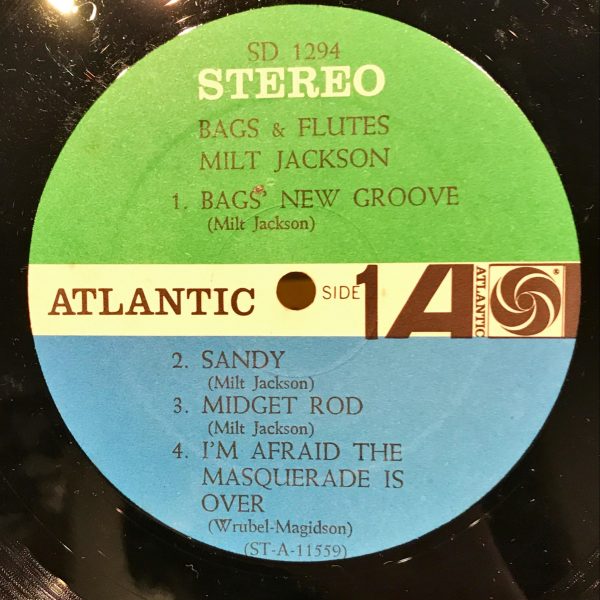 SD 1294
STEREO
BAGS & FLUTES
MILT JACKSON
1. BAGS' NEW GROOVE
(Milt Jackson)
ATLANTIC SIDE 1 A ATLANTIC ®
2. SANDY
(Milt Jackson)
3. MIDGET ROD
(Milt Jackson)
4. I'M AFRAID THE
MASQUERADE IS
OVER
(Wrubel-Magidson)
(ST-A-11559)